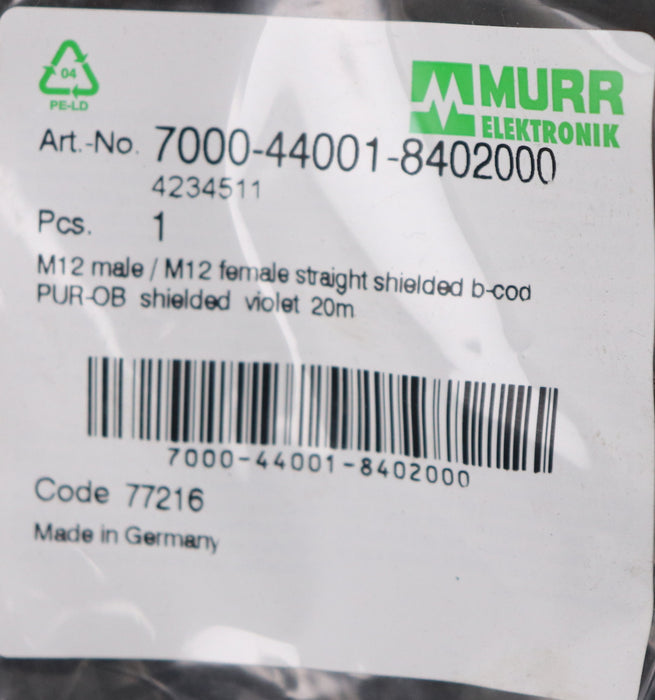 04
PE-LD
MURR
ELEKTRONIK
Art.-No. 7000-44001-8402000
4234511
Pcs. 1
M12 male / M12 female straight shielded b-cod
PUR-OB shielded violet 20m
7000-44001-8402000
Code 77216
Made in Germany